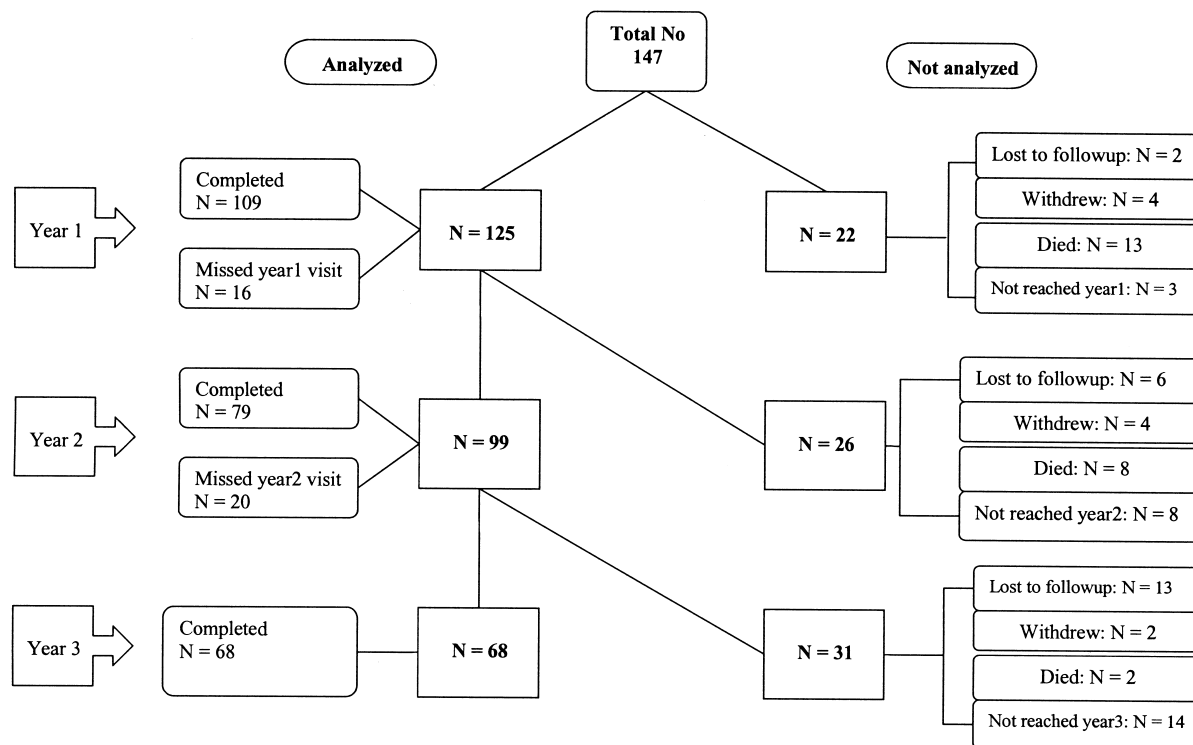 Total No
147
Analyzed
Not analyzed
Year 1
Completed
N = 109
Missed year1 visit
N = 16
N = 125
N = 22
Lost to followup: N = 2
Withdrew: N = 4
Died: N = 13
Not reached year1: N = 3
Year 2
Completed
N = 79
Missed year2 visit
N = 20
N = 99
N = 26
Lost to followup: N = 6
Withdrew: N = 4
Died: N = 8
Not reached year2: N = 8
Year 3
Completed
N = 68
N = 68
N = 31
Lost to followup: N = 13
Withdrew: N = 2
Died: N = 2
Not reached year3: N = 14